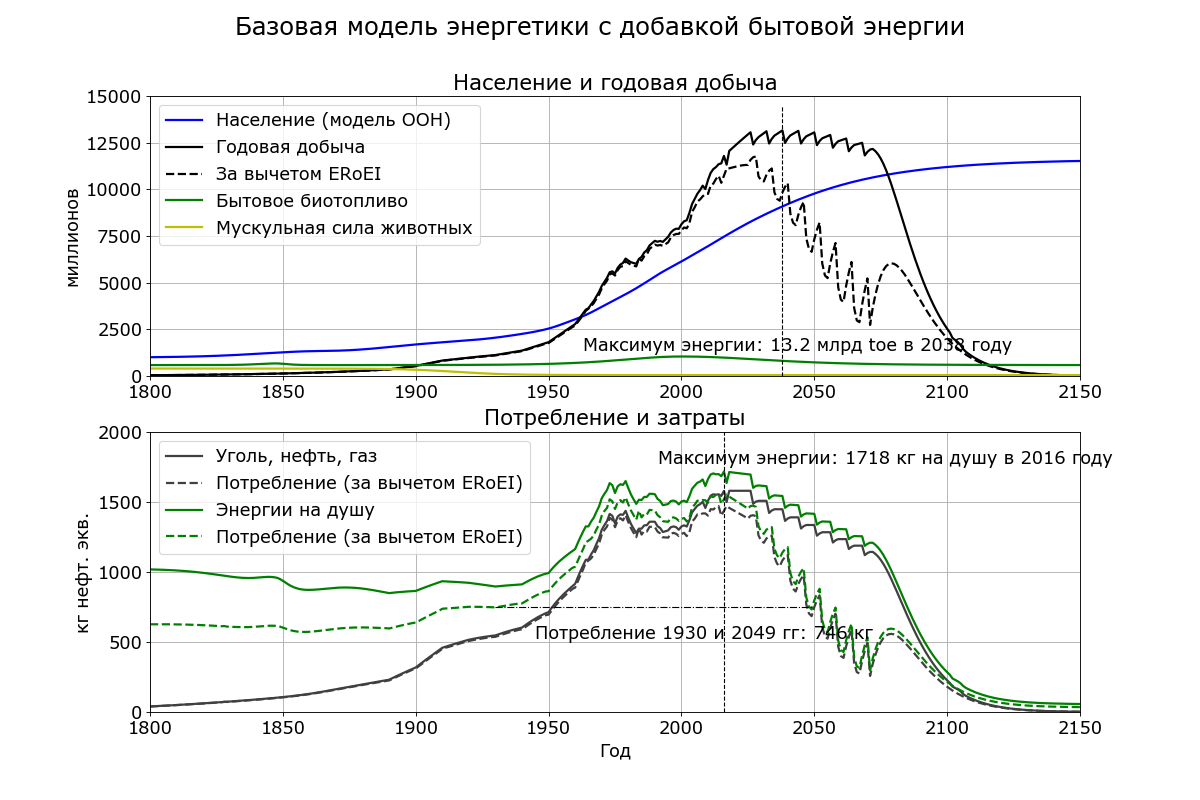 Базовая модель энергетики с добавкой бытовой энергии
Население и годовая добыча
миллионов
15000
12500
10000
7500
5000
2500
0
Население (модель ООН)
Годовая добыча
За вычетом ERoEI
Бытовое биотопливо
Мускульная сила животных
Максимум энергии: 13.2 млрд toe в 2038 году
1800 1850 1900 1950 2000 2050 2100 2150
Потребление и затраты
кг нефт. экв.
2000
1500
1000
500
0
Уголь, нефть, газ
Потребление (за вычетом ERoEI)
Энергии на душу
Потребление (за вычетом ERoEI)
Максимум энергии: 1718 кг на душу в 2016 году
Потребление 1930 и 2049 гг: 746 кг
1800 1850 1900 1950 2000 2050 2100 2150
Год